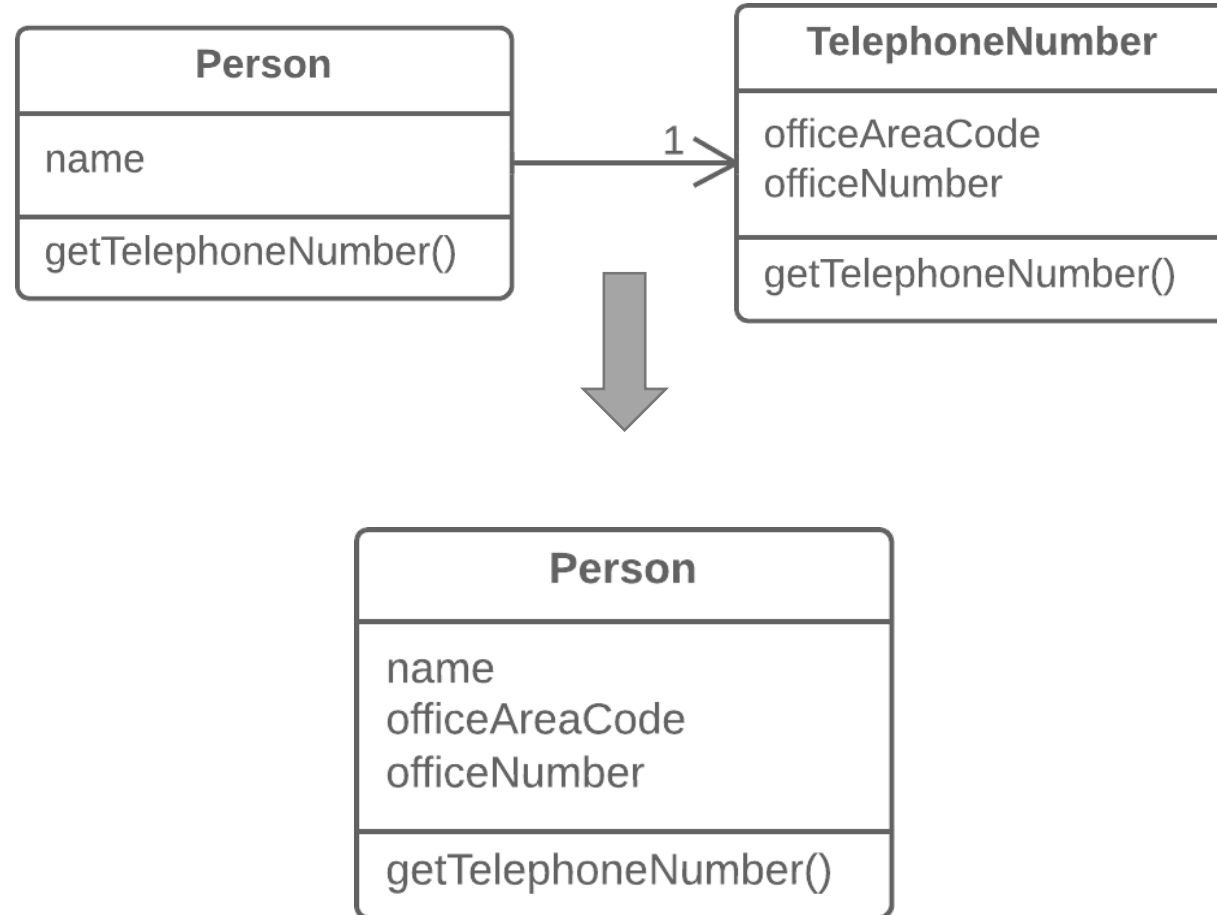 Person
name
getTelephoneNumber()
1
TelephoneNumber
officeAreaCode
officeNumber
getTelephoneNumber()
Person
name
officeAreaCode
officeNumber
getTelephoneNumber()